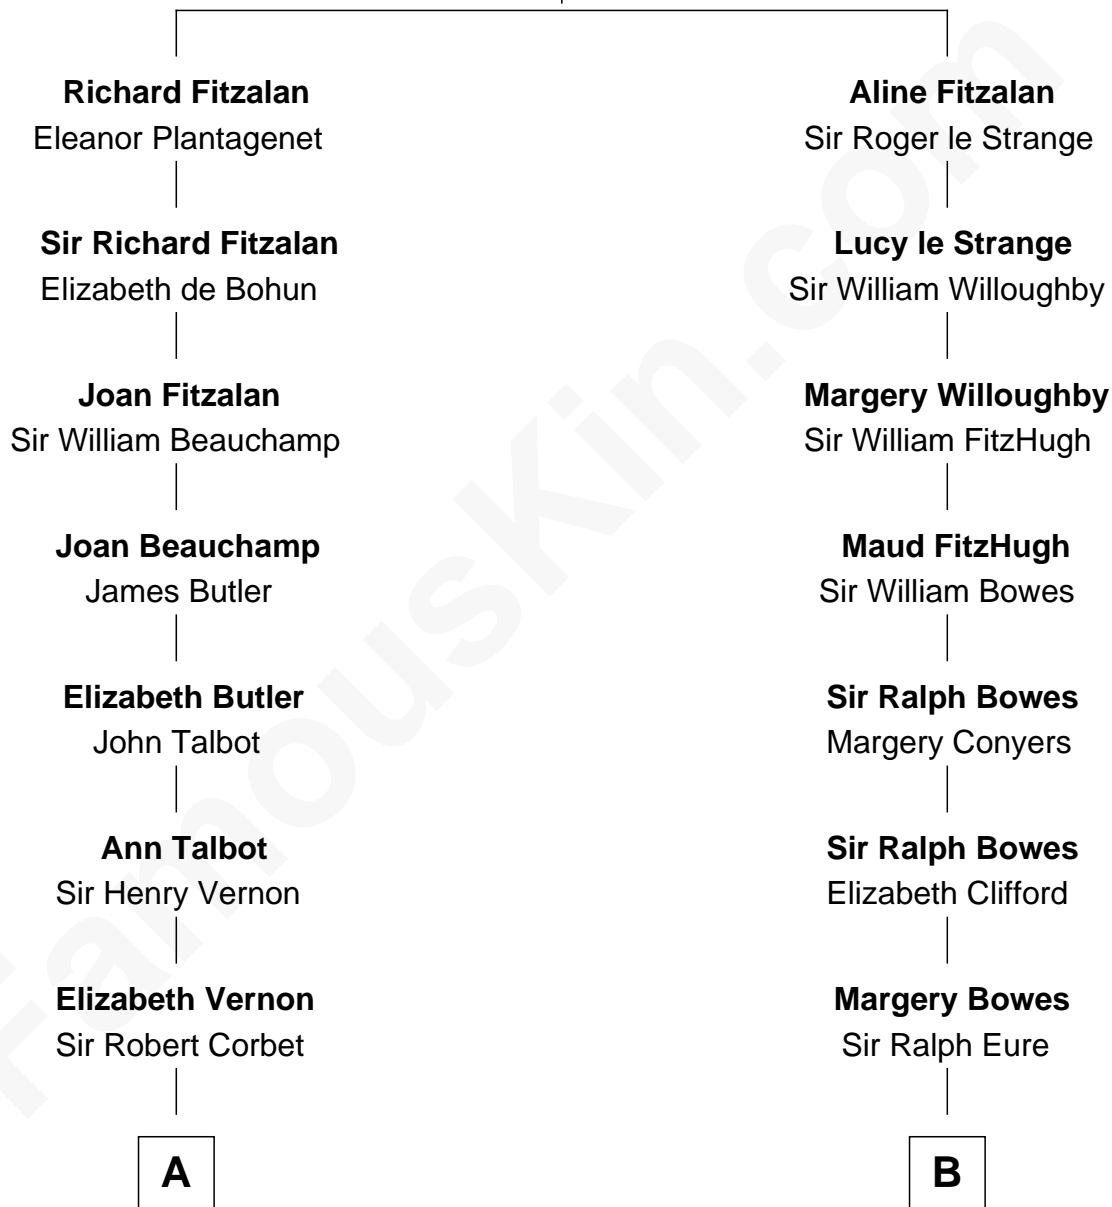 Richard Fitzalan
Eleanor Plantagenet
Sir Richard Fitzalan
Elizabeth de Bohun
Joan Fitzalan
Sir William Beauchamp
Joan Beauchamp
James Butler
Elizabeth Butler
John Talbot
Ann Talbot
Sir Henry Vernon
Elizabeth Vernon
Sir Robert Corbet
A
Aline Fitzalan
Sir Roger le Strange
Lucy le Strange
Sir William Willoughby
Margery Willoughby
Sir William FitzHugh
Maud FitzHugh
Sir William Bowes
Sir Ralph Bowes
Margery Conyers
Sir Ralph Bowes
Elizabeth Clifford
Margery Bowes
Sir Ralph Eure
B
FamousKin.com